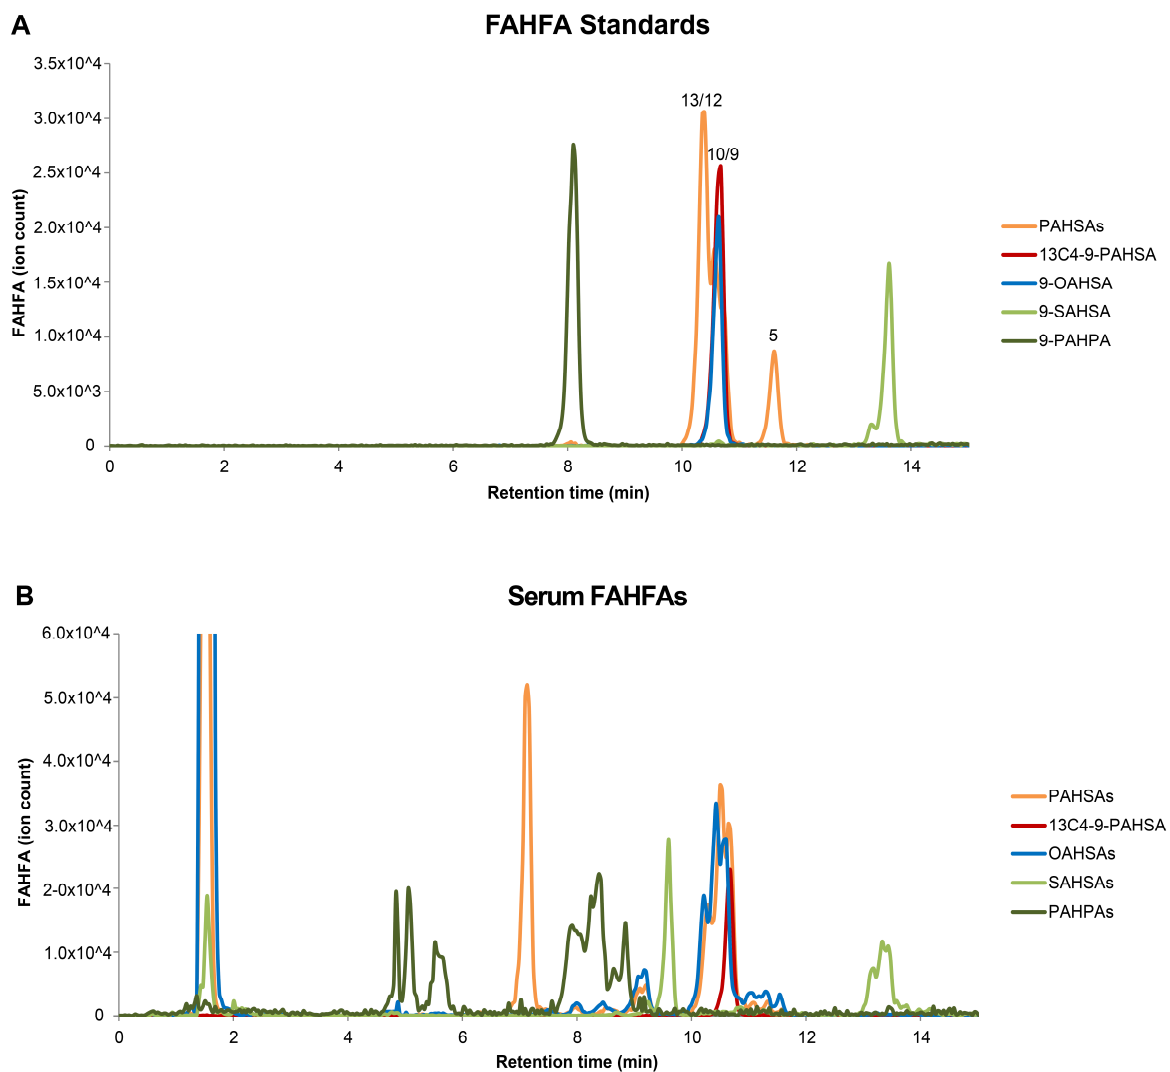 A
FAHFA Standards
3.5x10^4
3.0x10^4
2.5x10^4
2.0x10^4
1.5x10^4
1.0x10^4
5.0x10^3
0
FAHFA (ion count)
13/12
10/9
5
0 2 4 6 8 10 12 14
Retention time (min)
PAHSAs
13C4-9-PAHSA
9-OAHSA
9-SAHSA
9-PAHPA
B
Serum FAHFAs
6.0x10^4
5.0x10^4
4.0x10^4
3.0x10^4
2-0x10^4
1.0x10^4
0
FAHFA (ion count)
0 2 4 6 8 10 12 14
Retention time (min)
PAHSAs
13C4-9-PAHSA
OAHSAs
SAHSAs
PAHPAs